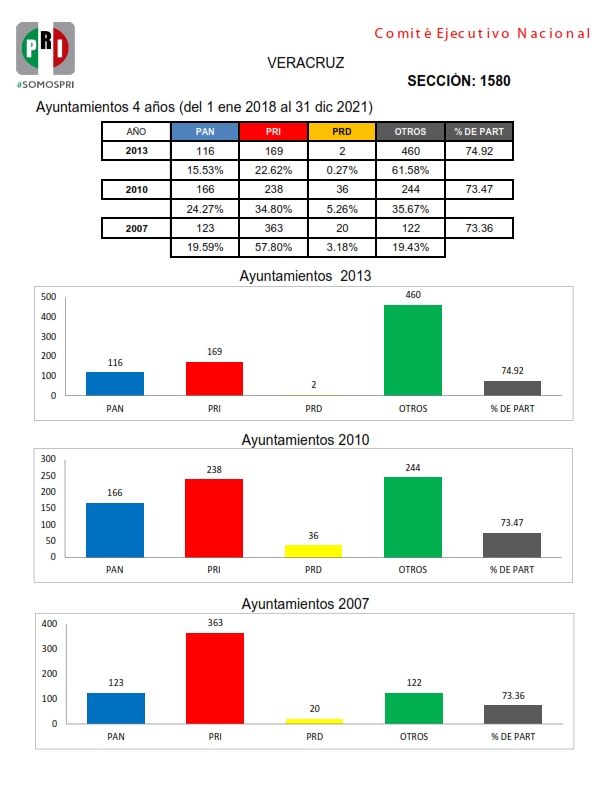 Comité Ejecutivo Nacional
PRI
#SOMOSPRI
VERACRUZ
SECCIÓN: 1580
Ayuntamientos 4 años (del 1 ene 2018 al 31 dic 2021)
AÑO PAN PRI PRD OTROS % DE PART
2013 116 169 2 460 74.92
15.53% 22.62% 0.27% 61.58%
2010 166 238 36 244 73.47
24.27% 34.80% 5.26% 35.67%
2007 123 363 20 122 73.36
19.59% 57.80% 3.18% 19.43%
Ayuntamientos 2013
500
400
300
200
100
0
116 169 2 460 74.92
PAN PRI PRD OTROS % DE PART
Ayuntamientos 2010
300
250
200
150
100
50
0
166 238 36 244 73.47
PAN PRI PRD OTROS % DE PART
Ayuntamientos 2007
400
300
200
100
0
123 363 20 122 73.36
PAN PRI PRD OTROS % DE PART